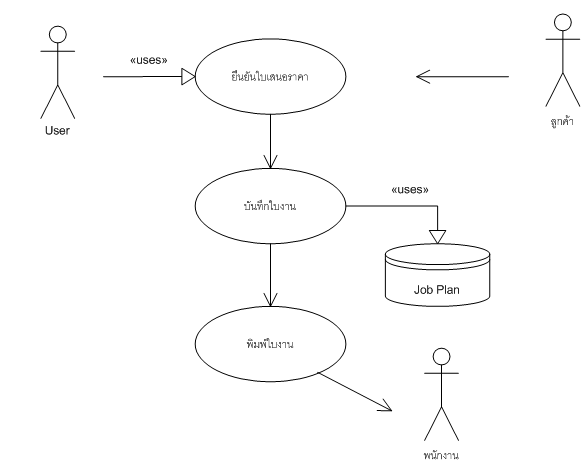 «uses»
ยืนยันใบเสนอราคา
User
ลูกค้า
«uses»
บันทึกใบงาน
Job Plan
พิมพ์ใบงาน
พนักงาน